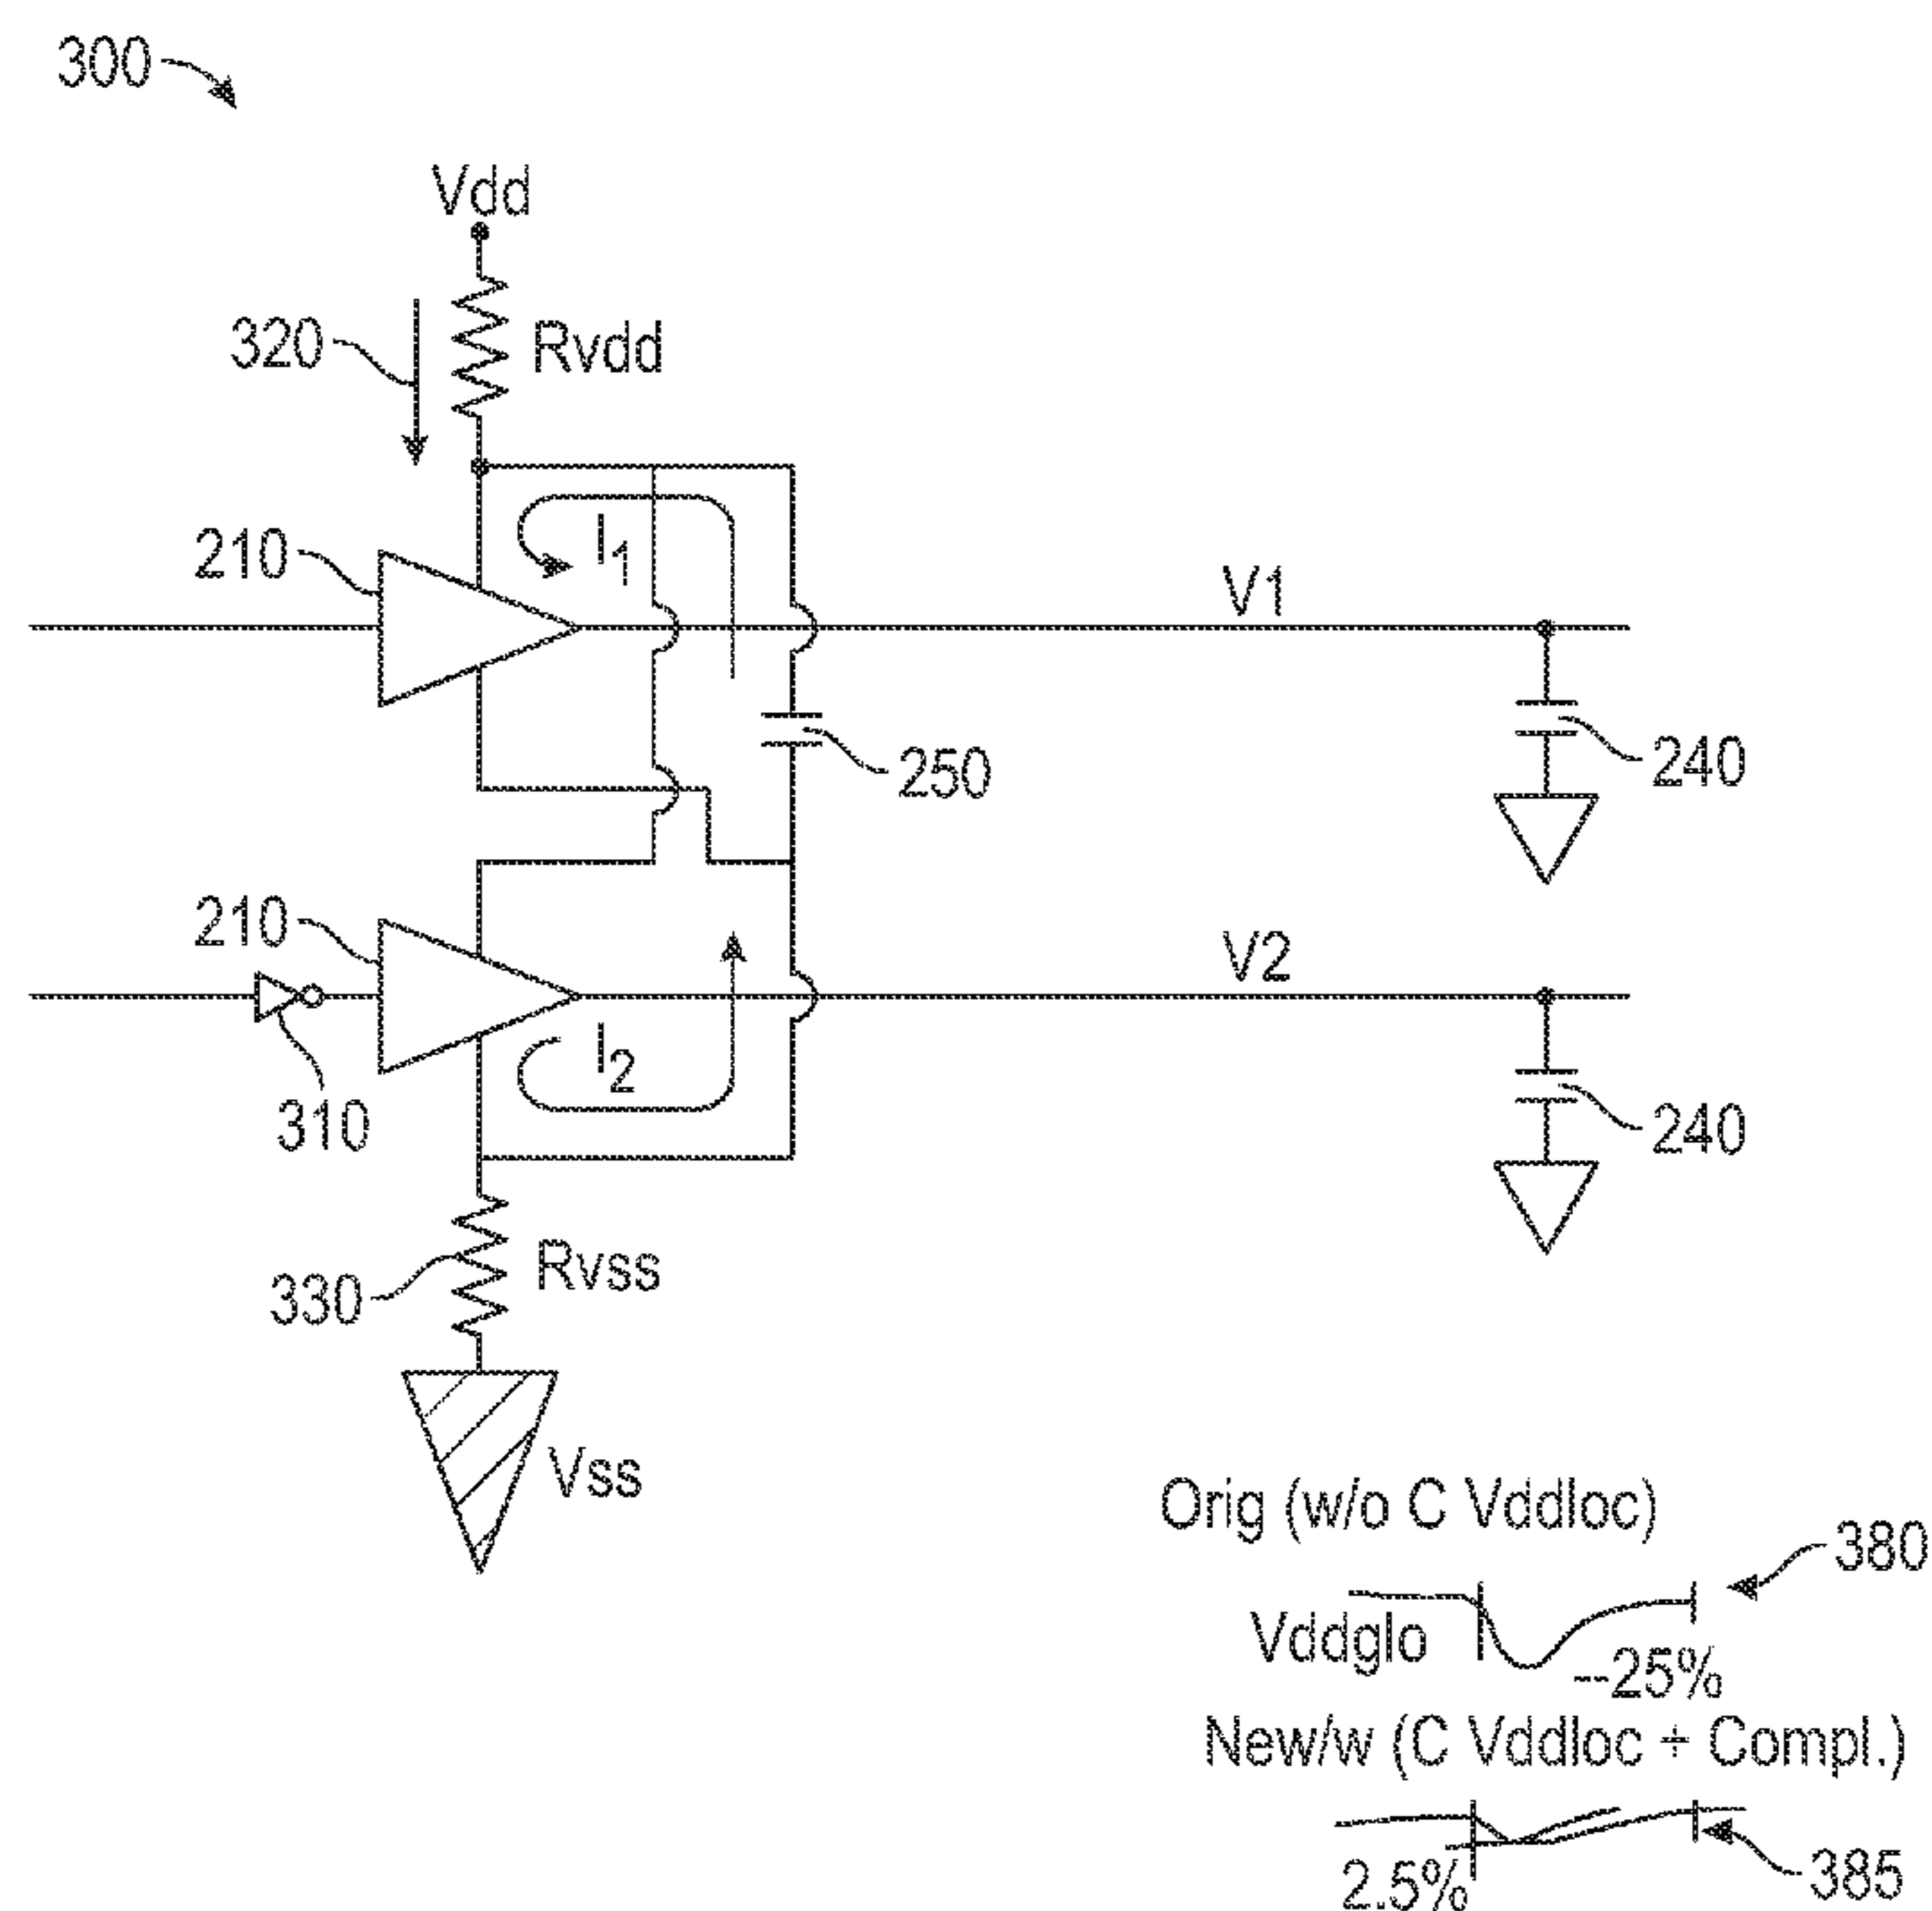 300
Vdd
320
Rvdd
I1
210
V1
250
240
210
V2
I2
310
240
Rvss
330
Vss
Orig (w/o C Vddloc)
380
Vddglo
--25%
New/w (C Vddloc + Compl.)
2.5%
385